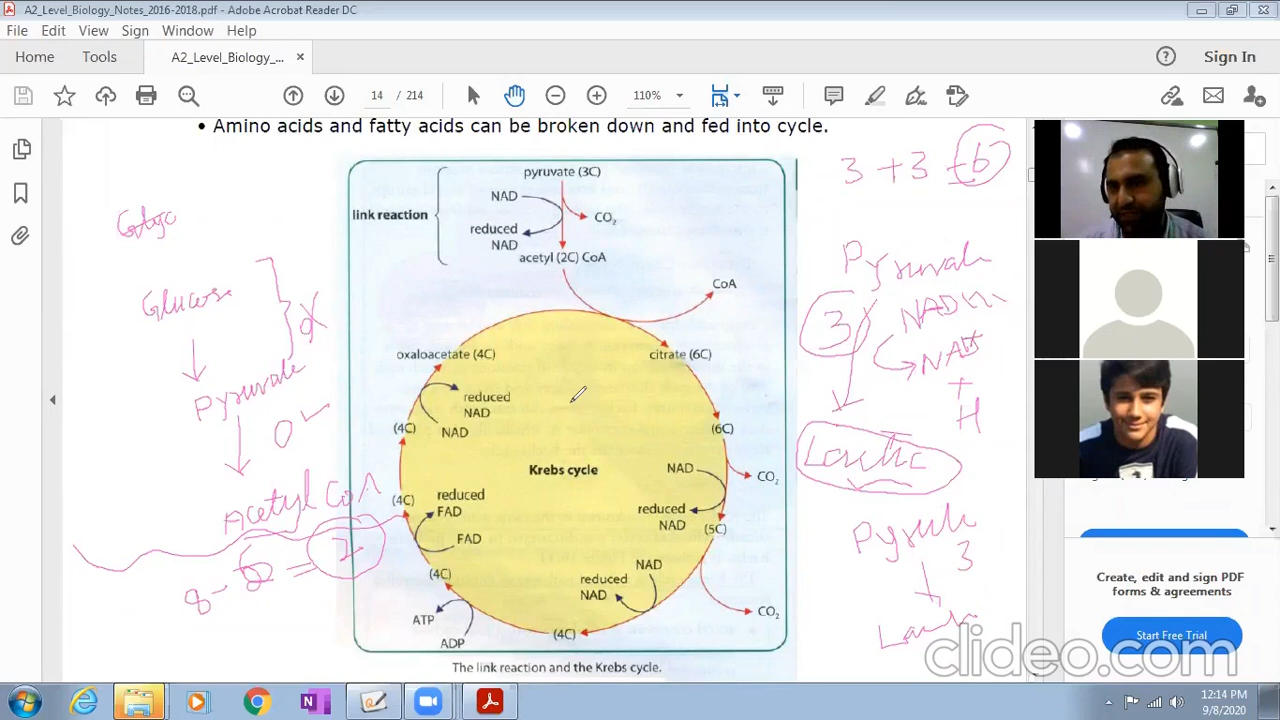 A2_Level_Biology_Notes_2016-2018.pdf - Adobe Acrobat Reader DC
File Edit View Sign Window Help
Home Tools A2_Level_Biology_... × Sign In
14 / 214 110%
• Amino acids and fatty acids can be broken down and fed into cycle.
pyruvate (3C)
NAD
CO2
link reaction
reduced
NAD
acetyl (2C) CoA
CoA
oxaloacetate (4C)
citrate (6C)
reduced
NAD
NAD
(4C)
(6C)
Krebs cycle
NAD
CO2
reduced
NAD
(5C)
(4C)
reduced
FAD
FAD
NAD
reduced
NAD
CO2
(4C)
ATP
ADP
(4C)
The link reaction and the Krebs cycle.
Glyc
Glucose
Pyruvate
O
Acetyl CoA
= 2
3 + 3 = 6
Pyruvate
3
NAD
+
H
Lactic
3
Create, edit and sign PDF
forms & agreements
Start Free Trial
clideo.com
12:14 PM
9/8/2020